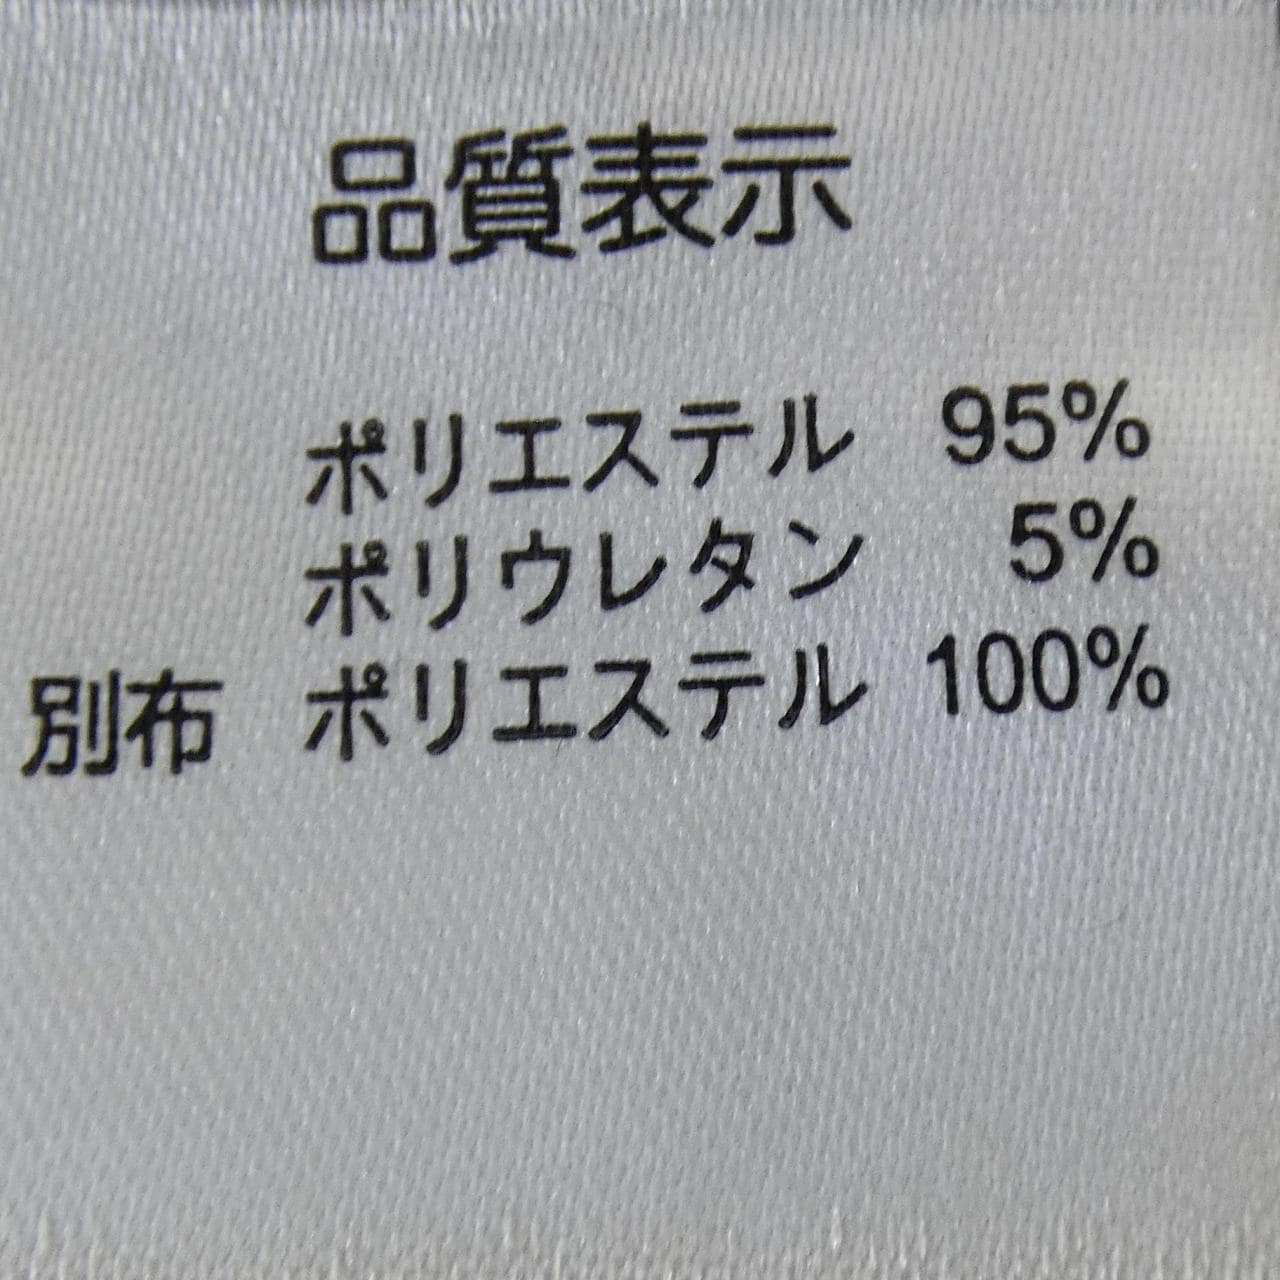 品質表示
ポリエステル 95%
ポリウレタン 5%
別布 ポリエステル 100%